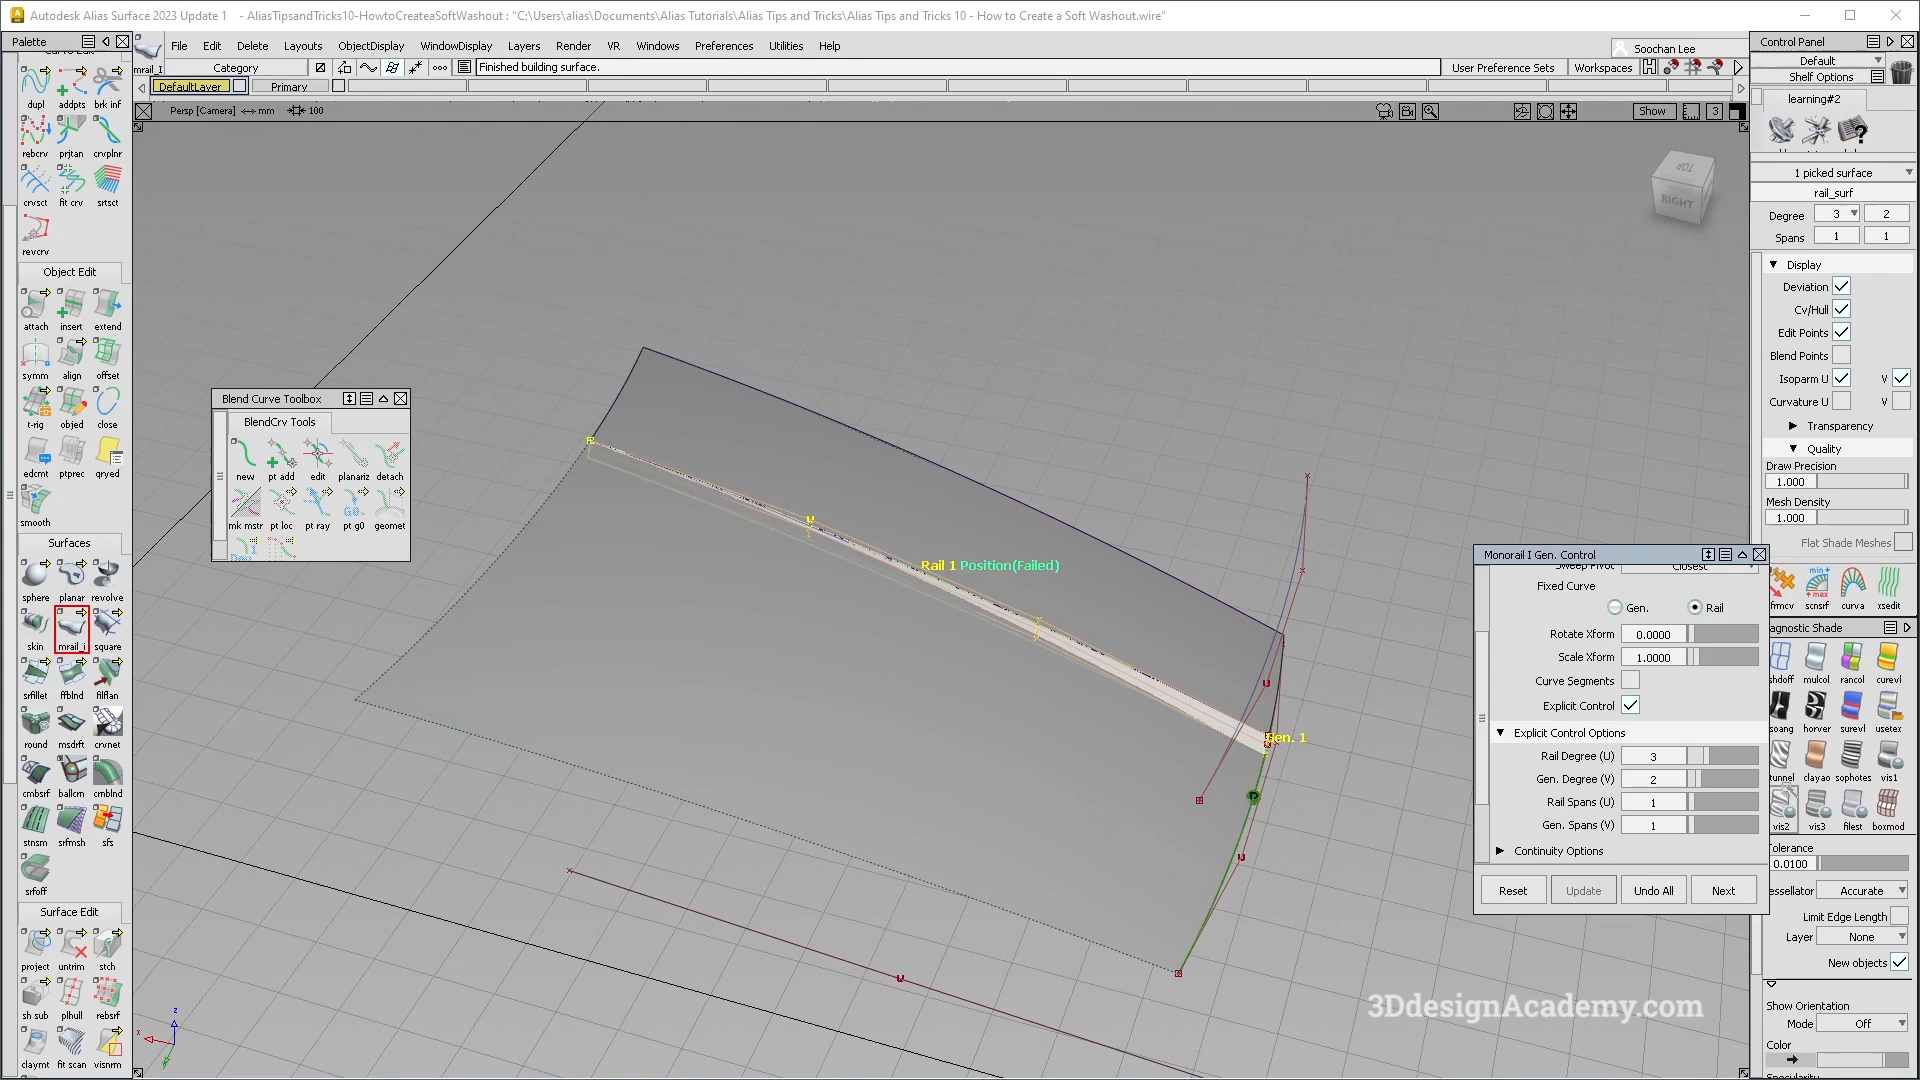 Autodesk Alias Surface 2023 Update 1 - AliasTipsandTricks10-HowtoCreateaSoftWashout : "C:\Users\alias\Documents\Alias Tutorials\Alias Tips and Tricks\Alias Tips and Tricks 10 - How to Create a Soft Washout.wire"
Palette
mrail_I
File Edit Delete Layouts ObjectDisplay WindowDisplay Layers Render VR Windows Preferences Utilities Help
Soochan Lee
Category
Finished building surface.
User Preference Sets
Workspaces
DefaultLayer
Primary
Persp [Camera] <-> mm 100
Show
3
dupl addpts brk inf
rebcrv prjtan crvplnr
crvsct fit crv srtsct
revcrv
Object Edit
attach insert extend
symm align offset
t-rig objed close
edcmt ptprec qryed
smooth
Surfaces
sphere planar revolve
skin mrail_i square
srfillet ffblnd filflan
round msdrft crvnet
cmbsrf ballcrn cmblnd
stnsm srfmsh sfs
srfoff
Surface Edit
project untrim stch
sh sub plhull rebsrf
claymt fit scan visnrm
Blend Curve Toolbox
BlendCrv Tools
new pt add edit planariz detach
mk mstr pt loc pt ray pt g0 geomet
TOP
RIGHT
P
U
Rail 1 Position(Failed)
Gen. 1
U
U
U
z
x
3DdesignAcademy.com
Control Panel
Default
Shelf Options
learning#2
1 picked surface
rail_surf
Degree 3 2
Spans 1 1
Display
Deviation
Cv/Hull
Edit Points
Blend Points
Isoparm U V
Curvature U V
Transparency
Quality
Draw Precision
1.000
Mesh Density
1.000
Flat Shade Meshes
frmcv scnsrf curva xsedit
agnostic Shade
shdoff mulcol rancol curevl
soang horver surevl usetex
tunnel clayao sophotes vis1
vis2 vis3 filest boxmod
Tolerance
0.0100
essellator Accurate
Limit Edge Length
Layer None
New objects
Show Orientation
Mode Off
Color
Monorail I Gen. Control
Sweep Pivot Closest
Fixed Curve
Gen. Rail
Rotate Xform 0.0000
Scale Xform 1.0000
Curve Segments
Explicit Control
Explicit Control Options
Rail Degree (U) 3
Gen. Degree (V) 2
Rail Spans (U) 1
Gen. Spans (V) 1
Continuity Options
Reset Update Undo All Next